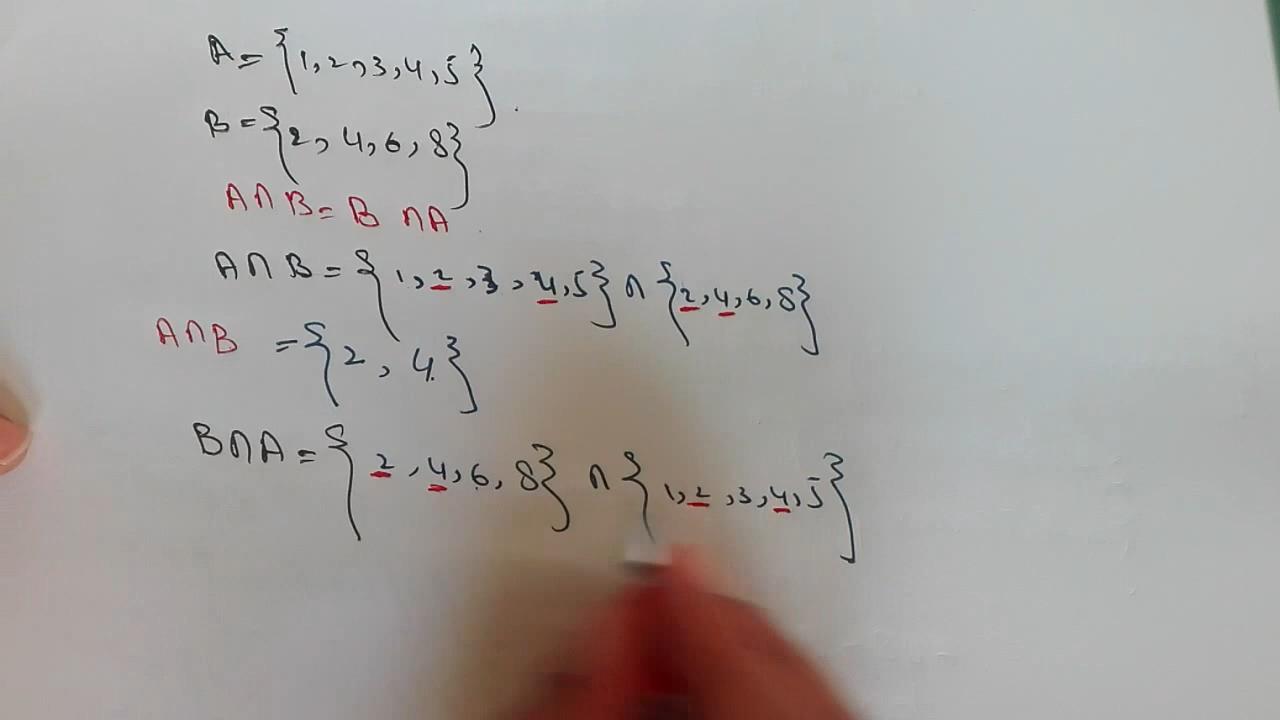 A = {1, 2, 3, 4, 5}.
B = {2, 4, 6, 8}
A∩B = B ∩A
A∩B = {1, 2, 3, 4, 5} ∩ {2, 4, 6, 8}
A∩B = {2, 4}
B∩A = {2, 4, 6, 8} ∩ {1, 2, 3, 4, 5}